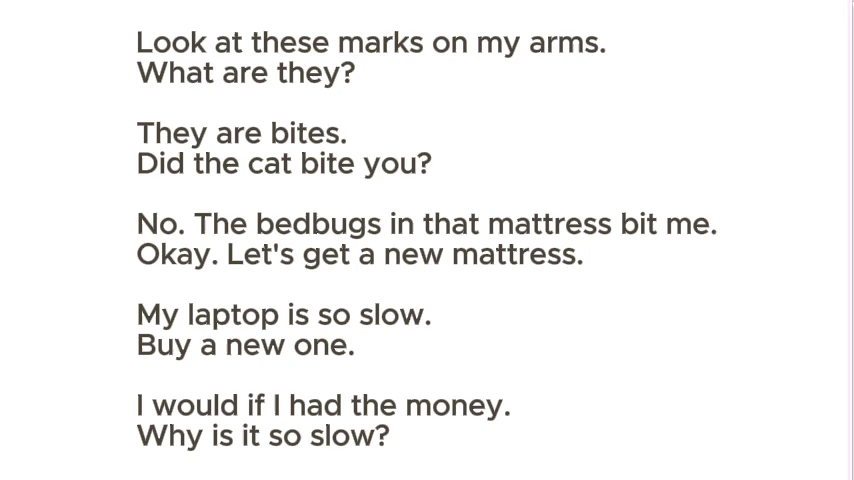 Look at these marks on my arms.
What are they?
They are bites.
Did the cat bite you?
No. The bedbugs in that mattress bit me.
Okay. Let's get a new mattress.
My laptop is so slow.
Buy a new one.
I would if I had the money.
Why is it so slow?